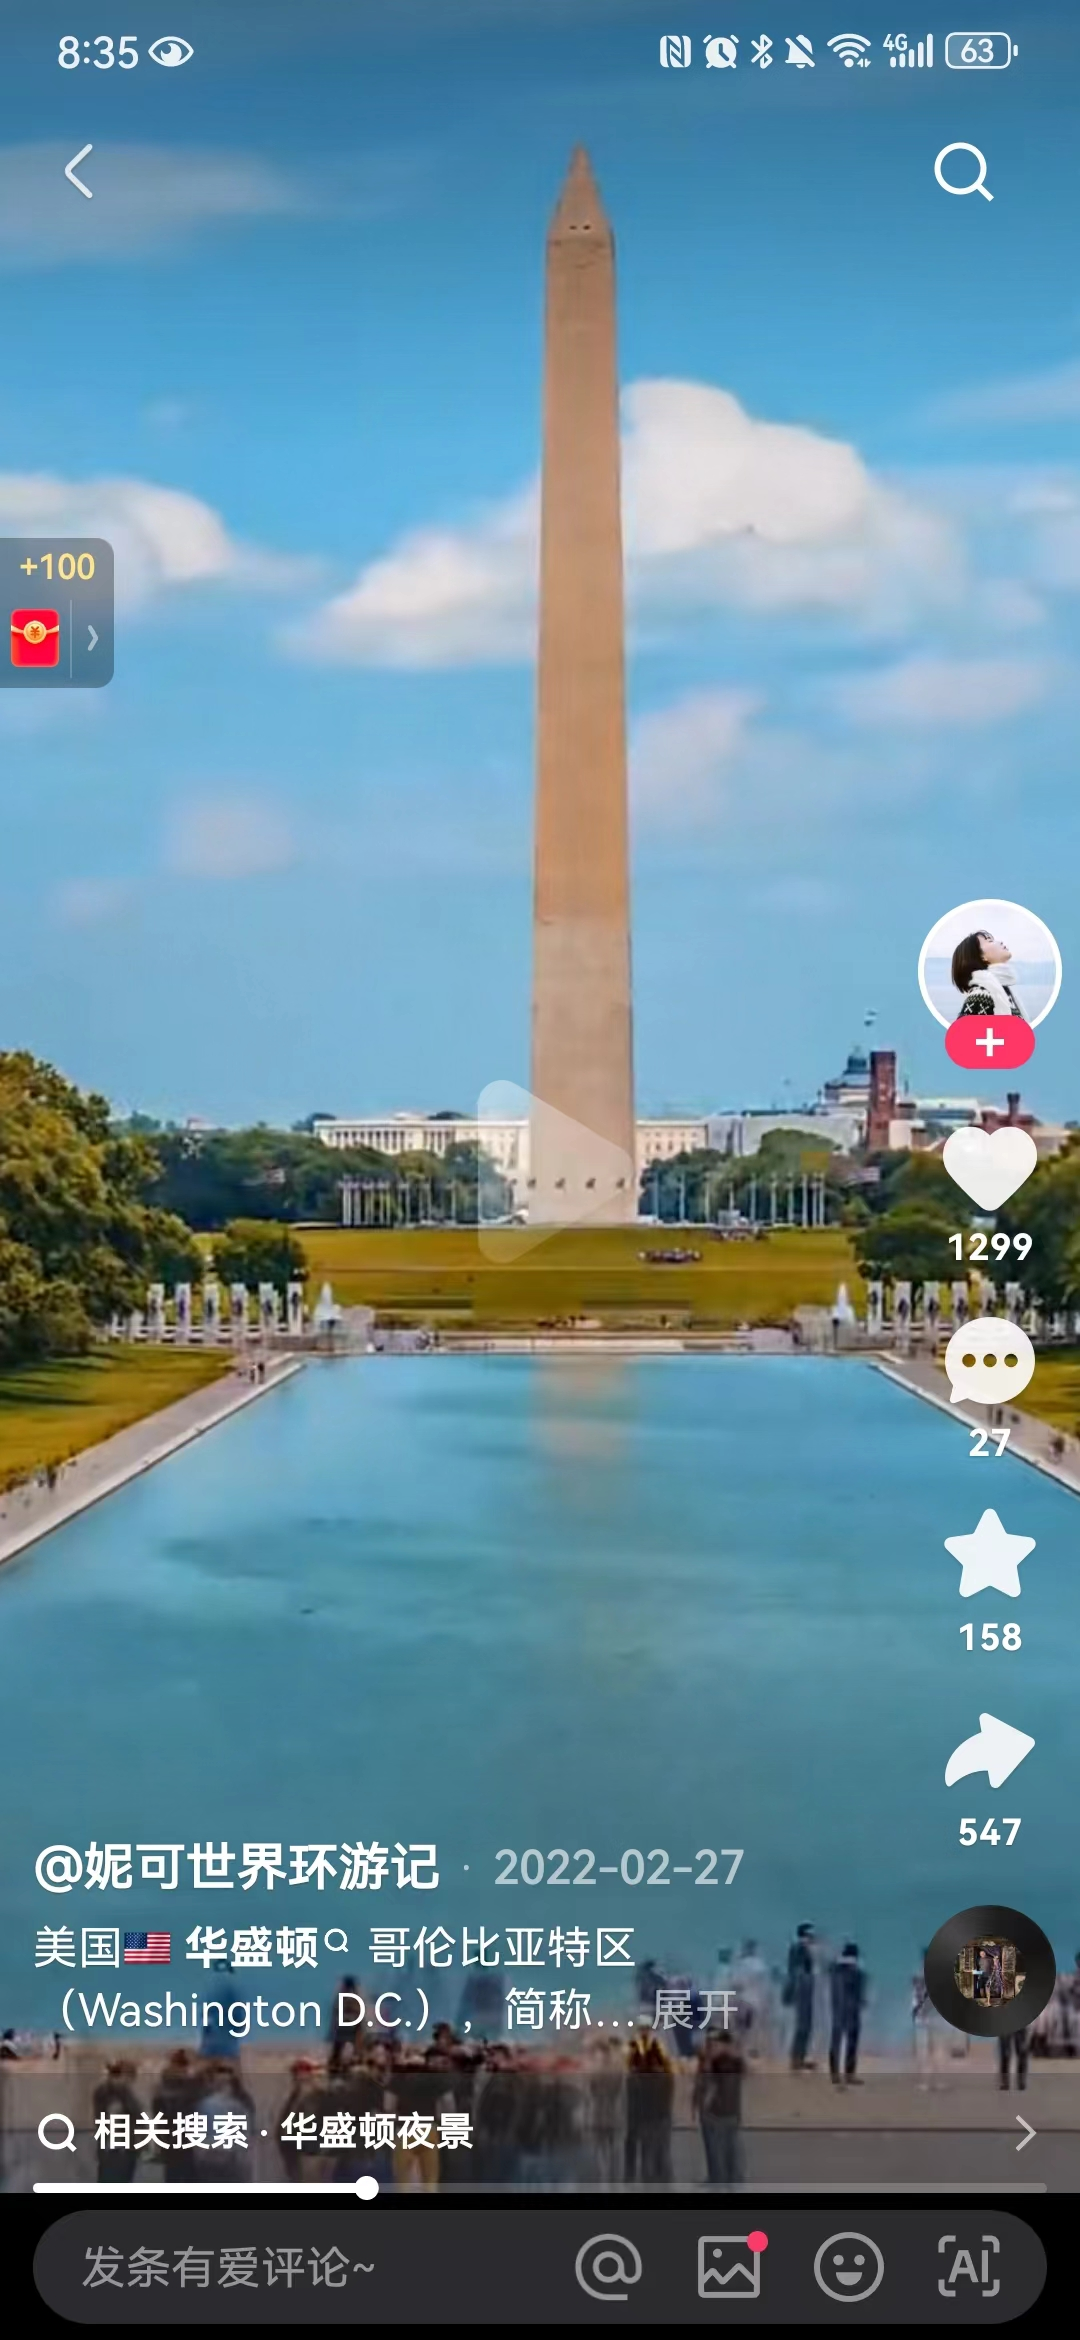 8:35
4G
63
+100
1299
27
158
547
@妮可世界环游记 · 2022-02-27
美国🇺🇸 华盛顿 哥伦比亚特区
（Washington D.C.），简称... 展开
相关搜索 · 华盛顿夜景
发条有爱评论~
AI